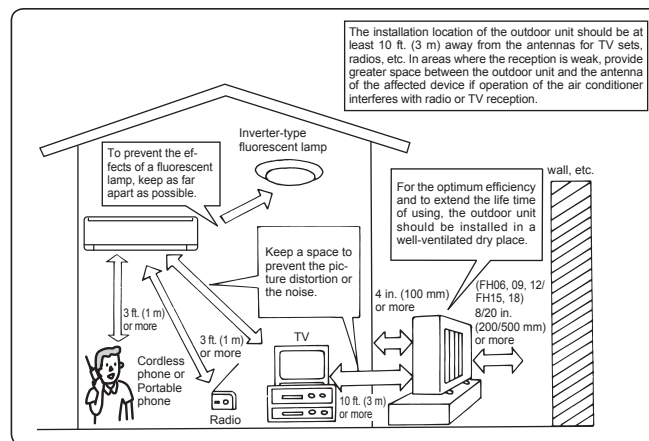 The installation location of the outdoor unit should be at
least 10 ft. (3 m) away from the antennas for TV sets,
radios, etc. In areas where the reception is weak, provide
greater space between the outdoor unit and the antenna
of the affected device if operation of the air conditioner
interferes with radio or TV reception.
Inverter-type
fluorescent lamp
To prevent the ef-
fects of a fluorescent
lamp, keep as far
apart as possible.
wall, etc.
For the optimum efficiency
and to extend the life time
of using, the outdoor unit
should be installed in a
well-ventilated dry place.
Keep a space to
prevent the pic-
ture distortion or
the noise.
4 in. (100 mm)
or more
(FH06, 09, 12/
FH15, 18)
8/20 in.
(200/500 mm)
or more
3 ft. (1 m)
or more
3 ft. (1 m)
or more
TV
Cordless
phone or
Portable
phone
Radio
10 ft. (3 m)
or more